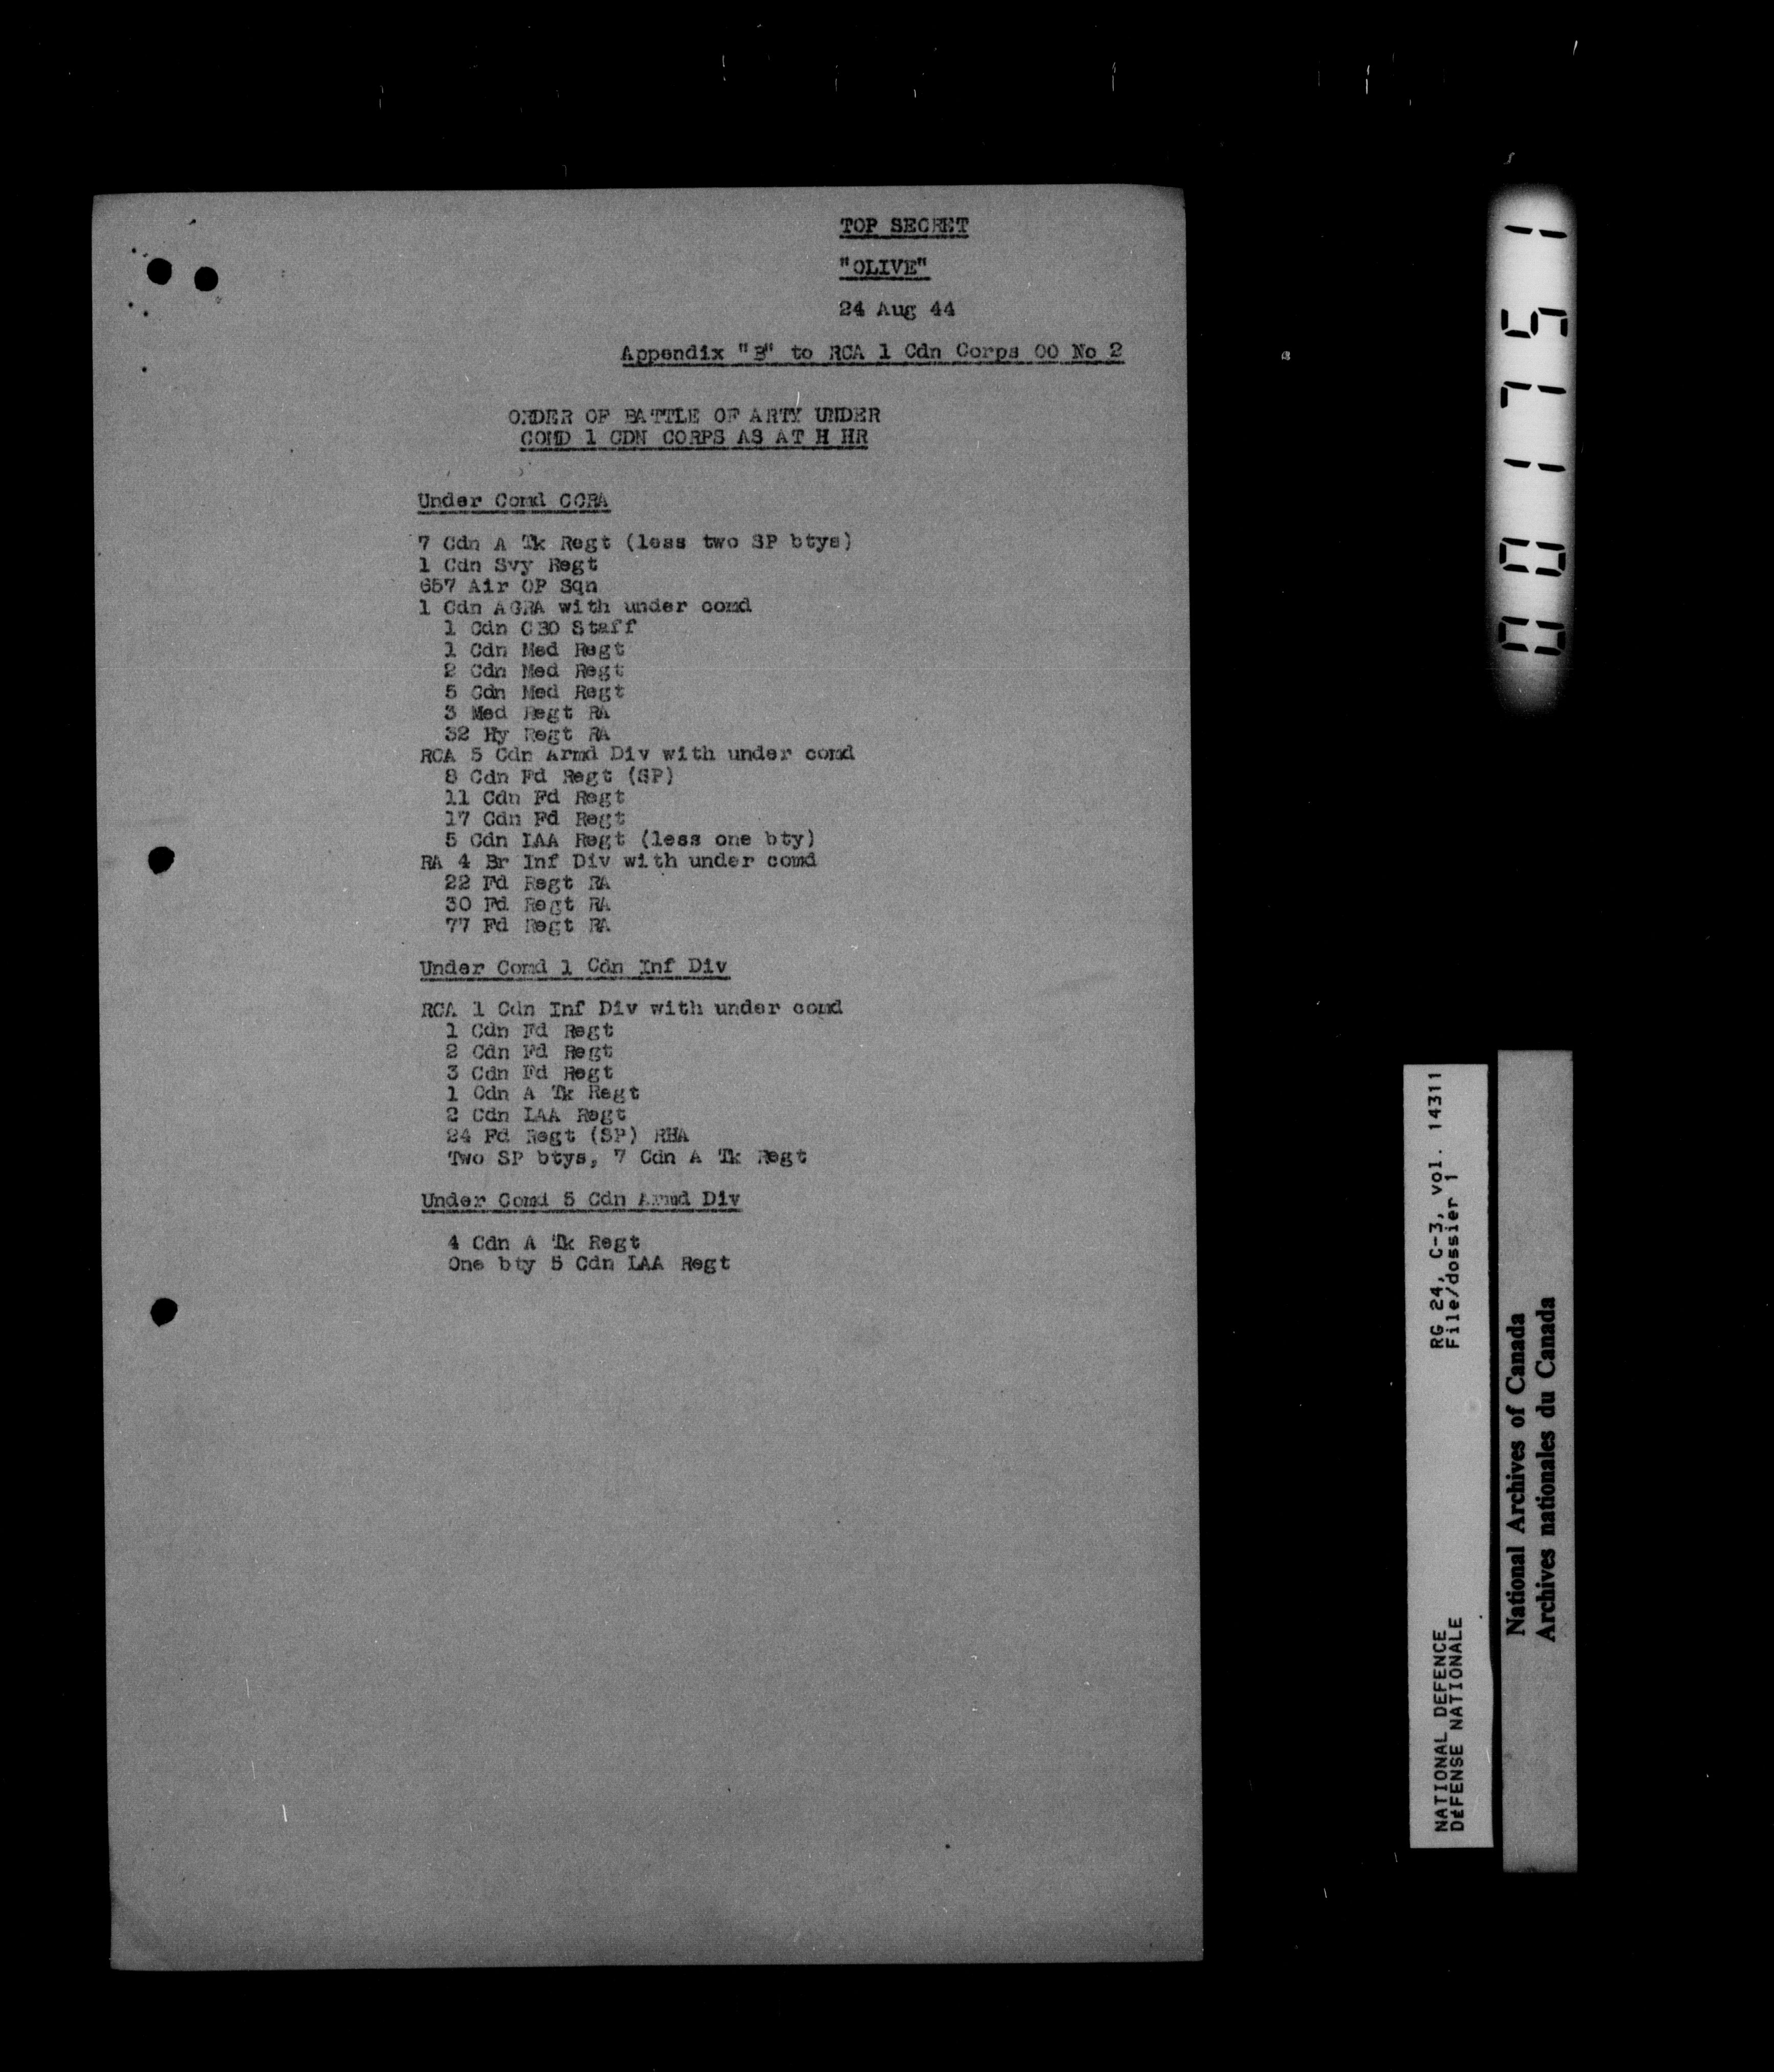 TOP SECRET
"OLIVE"
24 Aug 44
Appendix "B" to RCA 1 Cdn Corps OO No 2
ORDER OF BATTLE OF ARTY UNDER
COMD 1 CDN CORPS AS AT H HR
Under Comd CCRA
7 Cdn A Tk Regt (less two SP btys)
1 Cdn Svy Regt
657 Air OP Sqn
1 Cdn AGRA with under comd
1 Cdn CBO Staff
1 Cdn Med Regt
2 Cdn Med Regt
5 Cdn Med Regt
3 Med Regt RA
32 Hy Regt RA
RCA 5 Cdn Armd Div with under comd
8 Cdn Fd Regt (SP)
11 Cdn Fd Regt
17 Cdn Fd Regt
5 Cdn LAA Regt (less one bty)
RA 4 Br Inf Div with under comd
22 Fd Regt RA
30 Fd Regt RA
77 Fd Regt RA
Under Comd 1 Cdn Inf Div
RCA 1 Cdn Inf Div with under comd
1 Cdn Fd Regt
2 Cdn Fd Regt
3 Cdn Fd Regt
1 Cdn A Tk Regt
2 Cdn LAA Regt
24 Fd Regt (SP) RHA
Two SP btys, 7 Cdn A Tk Regt
Under Comd 5 Cdn Armd Div
4 Cdn A Tk Regt
One bty 5 Cdn LAA Regt
001751
NATIONAL DEFENCE RG 24, C-3, vol. 14311
DéFENSE NATIONALE File/dossier 1
National Archives of Canada
Archives nationales du Canada